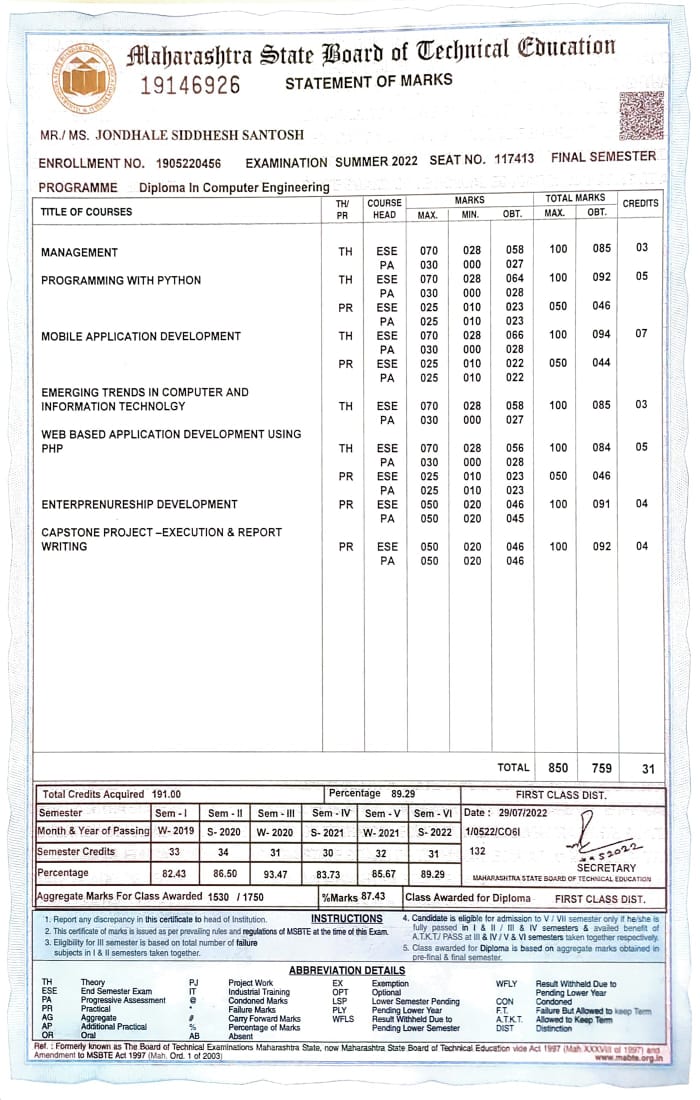 Maharashtra State Board of Technical Education
19146926
STATEMENT OF MARKS
MR./ MS. JONDHALE SIDDHESH SANTOSH
ENROLLMENT NO. 1905220456 EXAMINATION SUMMER 2022 SEAT NO. 117413 FINAL SEMESTER
PROGRAMME Diploma In Computer Engineering
TITLE OF COURSES TH/ PR COURSE HEAD MARKS MAX. MIN. OBT. TOTAL MARKS MAX. OBT. CREDITS
MANAGEMENT TH ESE 070 028 058 100 085 03
PA 030 000 027
PROGRAMMING WITH PYTHON TH ESE 070 028 064 100 092 05
PA 030 000 028
PR ESE 025 010 023 050 046
PA 025 010 023
MOBILE APPLICATION DEVELOPMENT TH ESE 070 028 066 100 094 07
PA 030 000 028
PR ESE 025 010 022 050 044
PA 025 010 022
EMERGING TRENDS IN COMPUTER AND
INFORMATION TECHNOLGY TH ESE 070 028 058 100 085 03
PA 030 000 027
WEB BASED APPLICATION DEVELOPMENT USING
PHP TH ESE 070 028 056 100 084 05
PA 030 000 028
PR ESE 025 010 023 050 046
PA 025 010 023
ENTERPRENURESHIP DEVELOPMENT PR ESE 050 020 046 100 091 04
PA 050 020 045
CAPSTONE PROJECT –EXECUTION & REPORT
WRITING PR ESE 050 020 046 100 092 04
PA 050 020 046
TOTAL 850 759 31
Total Credits Acquired 191.00 Percentage 89.29 FIRST CLASS DIST.
Semester Sem - I Sem - II Sem - III Sem - IV Sem - V Sem - VI Date : 29/07/2022
Month & Year of Passing W- 2019 S- 2020 W- 2020 S- 2021 W- 2021 S- 2022 1/0522/CO6I
Semester Credits 33 34 31 30 32 31 132
Percentage 82.43 86.50 93.47 83.73 85.67 89.29
SECRETARY
MAHARASHTRA STATE BOARD OF TECHNICAL EDUCATION
Aggregate Marks For Class Awarded 1530 / 1750 %Marks 87.43 Class Awarded for Diploma FIRST CLASS DIST.
INSTRUCTIONS
1. Report any discrepancy in this certificate to head of Institution.
2. This certificate of marks is issued as per prevailing rules and regulations of MSBTE at the time of this Exam.
3. Eligibility for III semester is based on total number of failure
subjects in I & II semesters taken together.
4. Candidate is eligible for admission to V / VII semester only if he/she is
fully passed in I & II / III & IV semesters & availed benefit of
A.T.K.T./ PASS at III & IV / V & VI semesters taken together respectively.
5. Class awarded for Diploma is based on aggregate marks obtained in
pre-final & final semester.
ABBREVIATION DETAILS
TH Theory PJ Project Work EX Exemption WFLY Result Withheld Due to
ESE End Semester Exam IT Industrial Training OPT Optional Pending Lower Year
PA Progressive Assessment @ Condoned Marks LSP Lower Semester Pending CON Condoned
PR Practical * Failure Marks PLY Pending Lower Year F.T. Failure But Allowed to keep Term
AG Aggregate # Carry Forward Marks WFLS Result Withheld Due to A.T.K.T. Allowed to Keep Term
AP Additional Practical % Percentage of Marks Pending Lower Semester DIST Distinction
OR Oral AB Absent
Ref. : Formerly known as The Board of Technical Examinations Maharashtra State, now Maharashtra State Board of Technical Education vide Act 1997 (Mah XXXVIII of 1997) and
Amendment to MSBTE Act 1997 (Mah. Ord. 1 of 2003) www.msbte.org.in